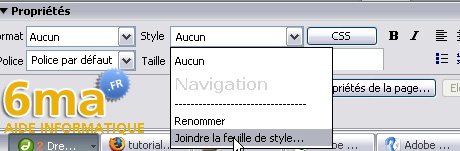 Propriétés
ormat Aucun Style Aucun CSS B I
Aucun
Police Police par défaut Taille
Navigation
priétés de la page...
6ma .FR
AIDE INFORMATIQUE
Renommer
Joindre la feuille de style...
2 Dre... tutorial... Adobe